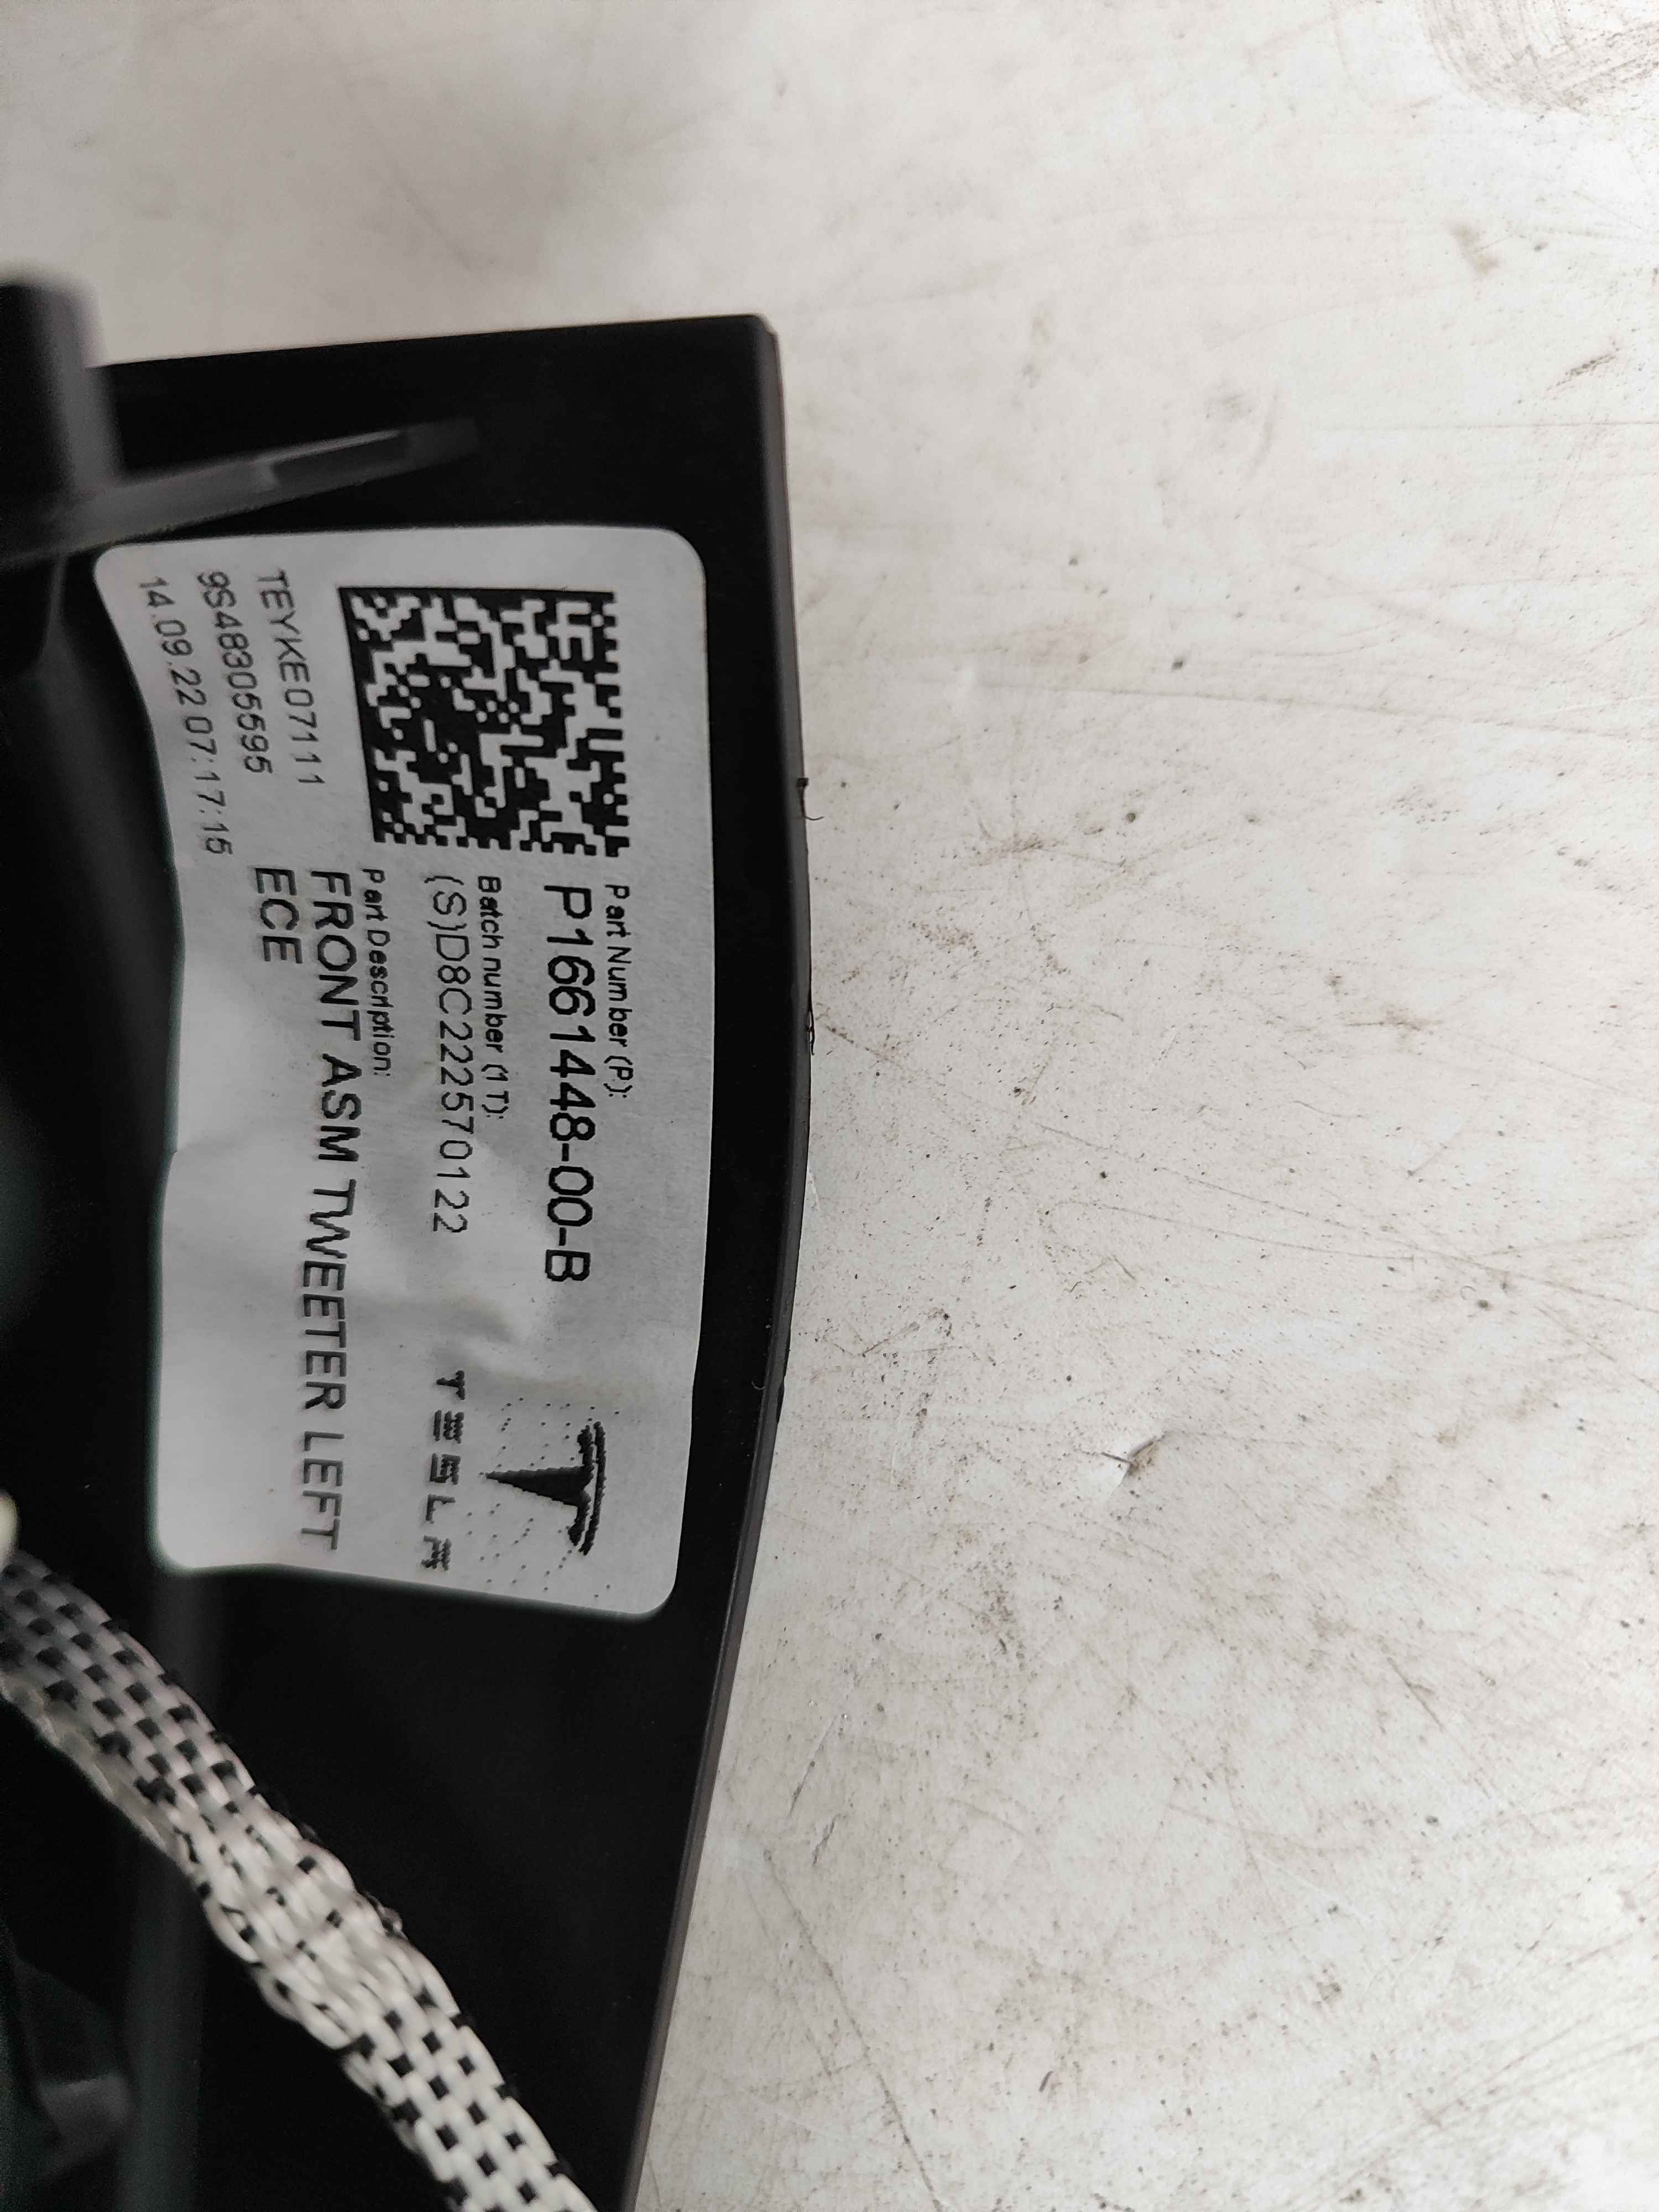 Part Number (P):
P1661448-00-B
Batch number (1T):
(S)D8C222570122
TESLA
Part Description:
FRONT ASM TWEETER LEFT
ECE
TEYKE07111
9S48305595
14.09.22 07:17:15